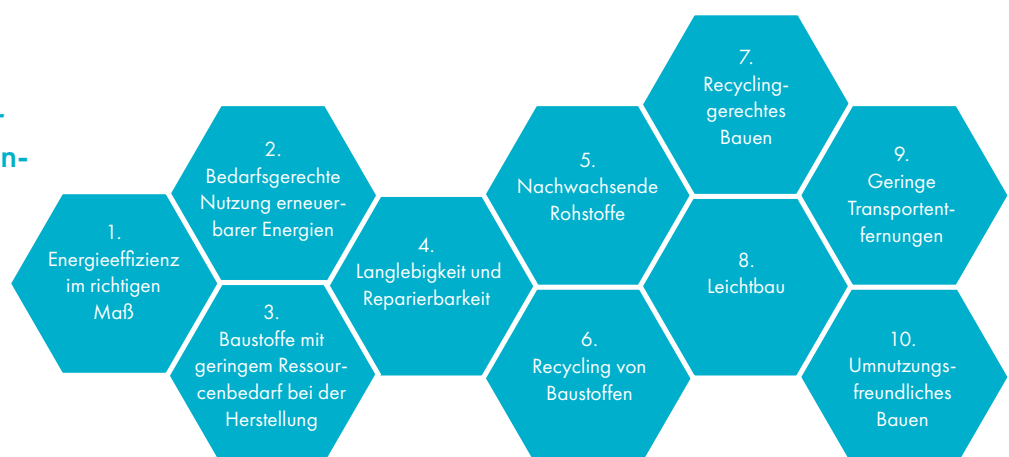 -
n-
1.
Energieeffizienz
im richtigen
Maß
2.
Bedarfsgerechte
Nutzung erneuer-
barer Energien
3.
Baustoffe mit
geringem Ressour-
cenbedarf bei der
Herstellung
4.
Langlebigkeit und
Reparierbarkeit
5.
Nachwachsende
Rohstoffe
6.
Recycling von
Baustoffen
7.
Recycling-
gerechtes
Bauen
8.
Leichtbau
9.
Geringe
Transportent-
fernungen
10.
Umnutzungs-
freundliches
Bauen